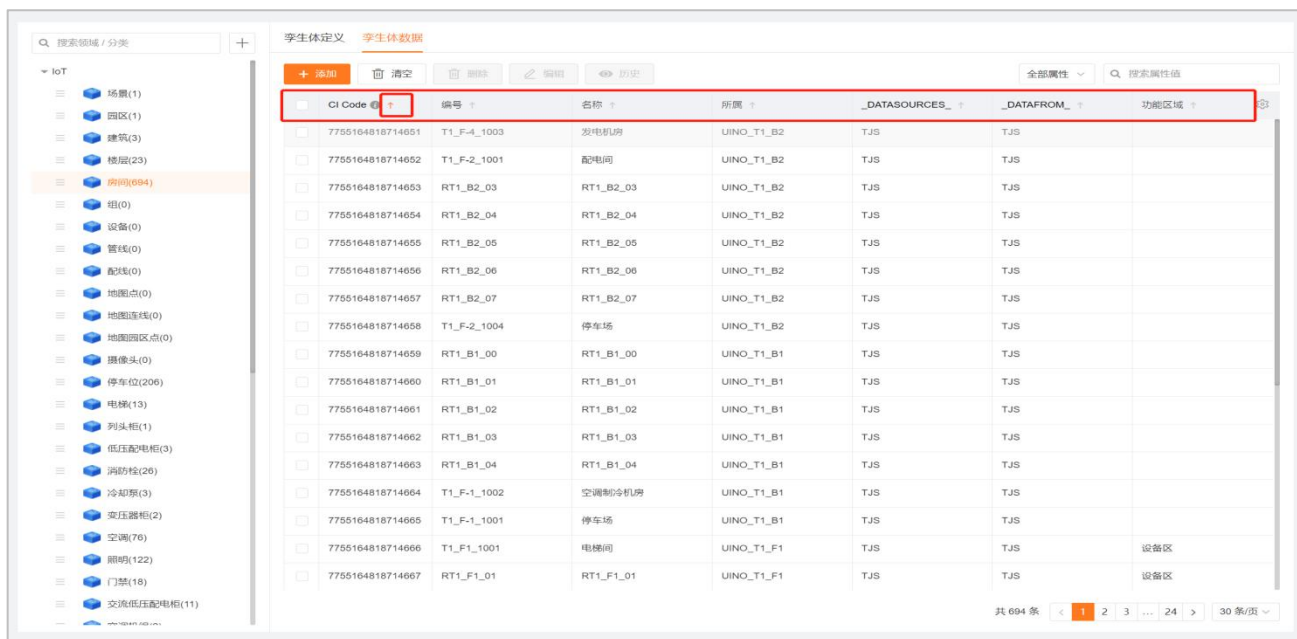 搜索领域 / 分类
IoT
场景(1)
园区(1)
建筑(3)
楼层(23)
房间(694)
组(0)
设备(0)
管线(0)
配线(0)
地图点(0)
地图连线(0)
地图园区点(0)
摄像头(0)
停车位(206)
电梯(13)
列头柜(1)
低压配电柜(3)
消防栓(26)
冷却泵(3)
变压器柜(2)
空调(76)
照明(122)
门禁(18)
交流低压配电柜(11)
孪生体定义 孪生体数据
添加 清空 删除 编辑 历史 全部属性 搜索属性值
CI Code 编号 名称 所属 _DATASOURCES_ _DATAFROM_ 功能区域
7755164818714651 T1_F-4_1003 发电机房 UINO_T1_B2 TJS TJS
7755164818714652 T1_F-2_1001 配电间 UINO_T1_B2 TJS TJS
7755164818714653 RT1_B2_03 RT1_B2_03 UINO_T1_B2 TJS TJS
7755164818714654 RT1_B2_04 RT1_B2_04 UINO_T1_B2 TJS TJS
7755164818714655 RT1_B2_05 RT1_B2_05 UINO_T1_B2 TJS TJS
7755164818714656 RT1_B2_06 RT1_B2_06 UINO_T1_B2 TJS TJS
7755164818714657 RT1_B2_07 RT1_B2_07 UINO_T1_B2 TJS TJS
7755164818714658 T1_F-2_1004 停车场 UINO_T1_B2 TJS TJS
7755164818714659 RT1_B1_00 RT1_B1_00 UINO_T1_B1 TJS TJS
7755164818714660 RT1_B1_01 RT1_B1_01 UINO_T1_B1 TJS TJS
7755164818714661 RT1_B1_02 RT1_B1_02 UINO_T1_B1 TJS TJS
7755164818714662 RT1_B1_03 RT1_B1_03 UINO_T1_B1 TJS TJS
7755164818714663 RT1_B1_04 RT1_B1_04 UINO_T1_B1 TJS TJS
7755164818714664 T1_F-1_1002 空调制冷机房 UINO_T1_B1 TJS TJS
7755164818714665 T1_F-1_1001 停车场 UINO_T1_B1 TJS TJS
7755164818714666 T1_F1_1001 电梯间 UINO_T1_F1 TJS TJS 设备区
7755164818714667 RT1_F1_01 RT1_F1_01 UINO_T1_F1 TJS TJS 设备区
共 694 条 < 1 2 3 ... 24 > 30 条/页